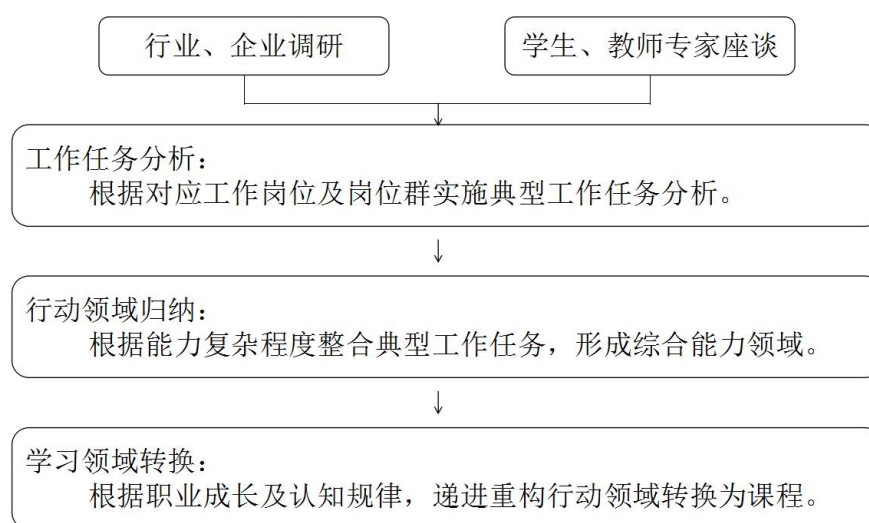 行业、企业调研
学生、教师专家座谈
工作任务分析：
根据对应工作岗位及岗位群实施典型工作任务分析。
行动领域归纳：
根据能力复杂程度整合典型工作任务，形成综合能力领域。
学习领域转换：
根据职业成长及认知规律，递进重构行动领域转换为课程。